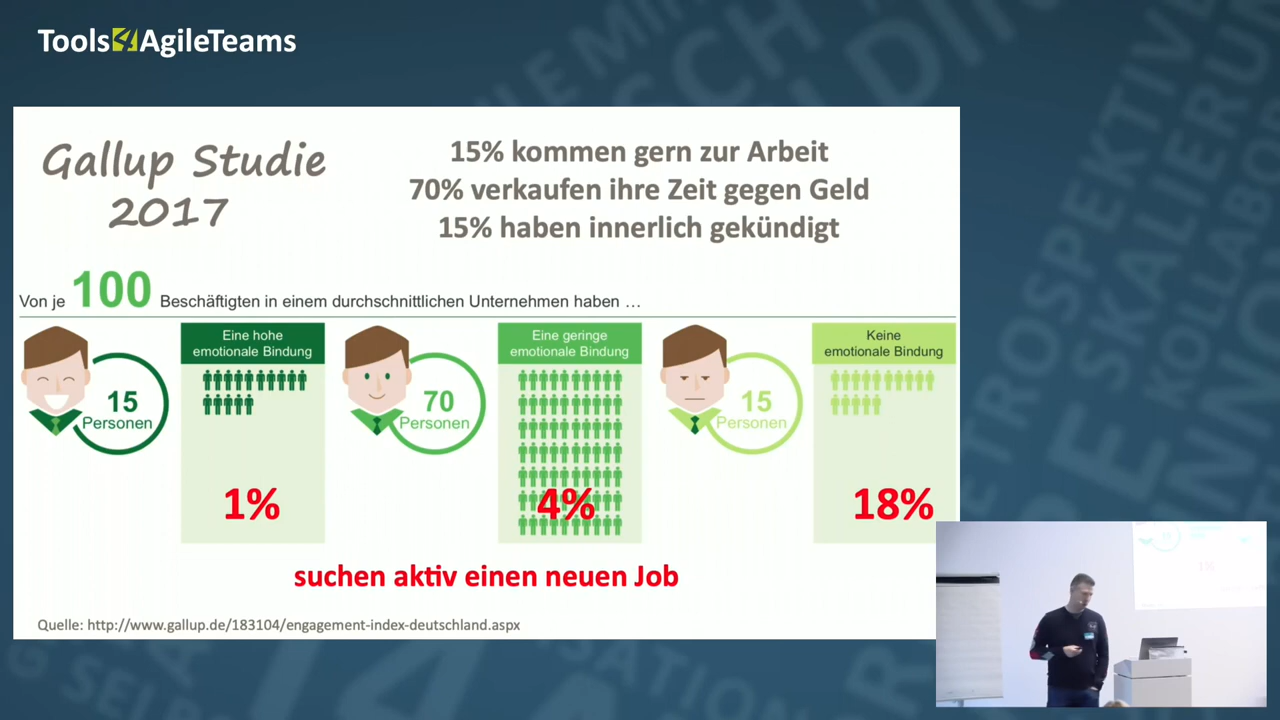 Tools4AgileTeams
Gallup Studie
2017
15% kommen gern zur Arbeit
70% verkaufen ihre Zeit gegen Geld
15% haben innerlich gekündigt
Von je 100 Beschäftigten in einem durchschnittlichen Unternehmen haben ...
15
Personen
Eine hohe
emotionale Bindung
1%
70
Personen
Eine geringe
emotionale Bindung
4%
15
Personen
Keine
emotionale Bindung
18%
suchen aktiv einen neuen Job
Quelle: http://www.gallup.de/183104/engagement-index-deutschland.aspx